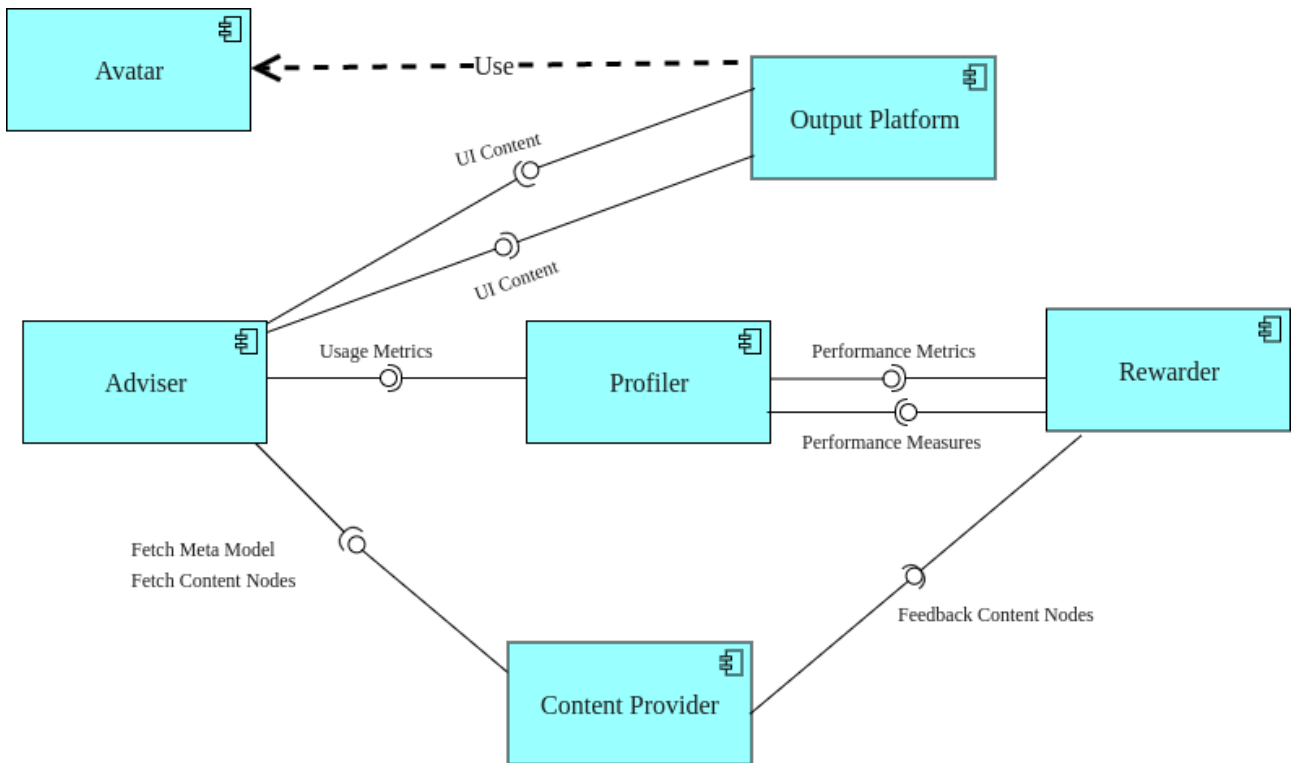 Avatar
Use
Output Platform
UI Content
UI Content
Adviser
Usage Metrics
Profiler
Performance Metrics
Rewarder
Performance Measures
Fetch Meta Model
Fetch Content Nodes
Feedback Content Nodes
Content Provider